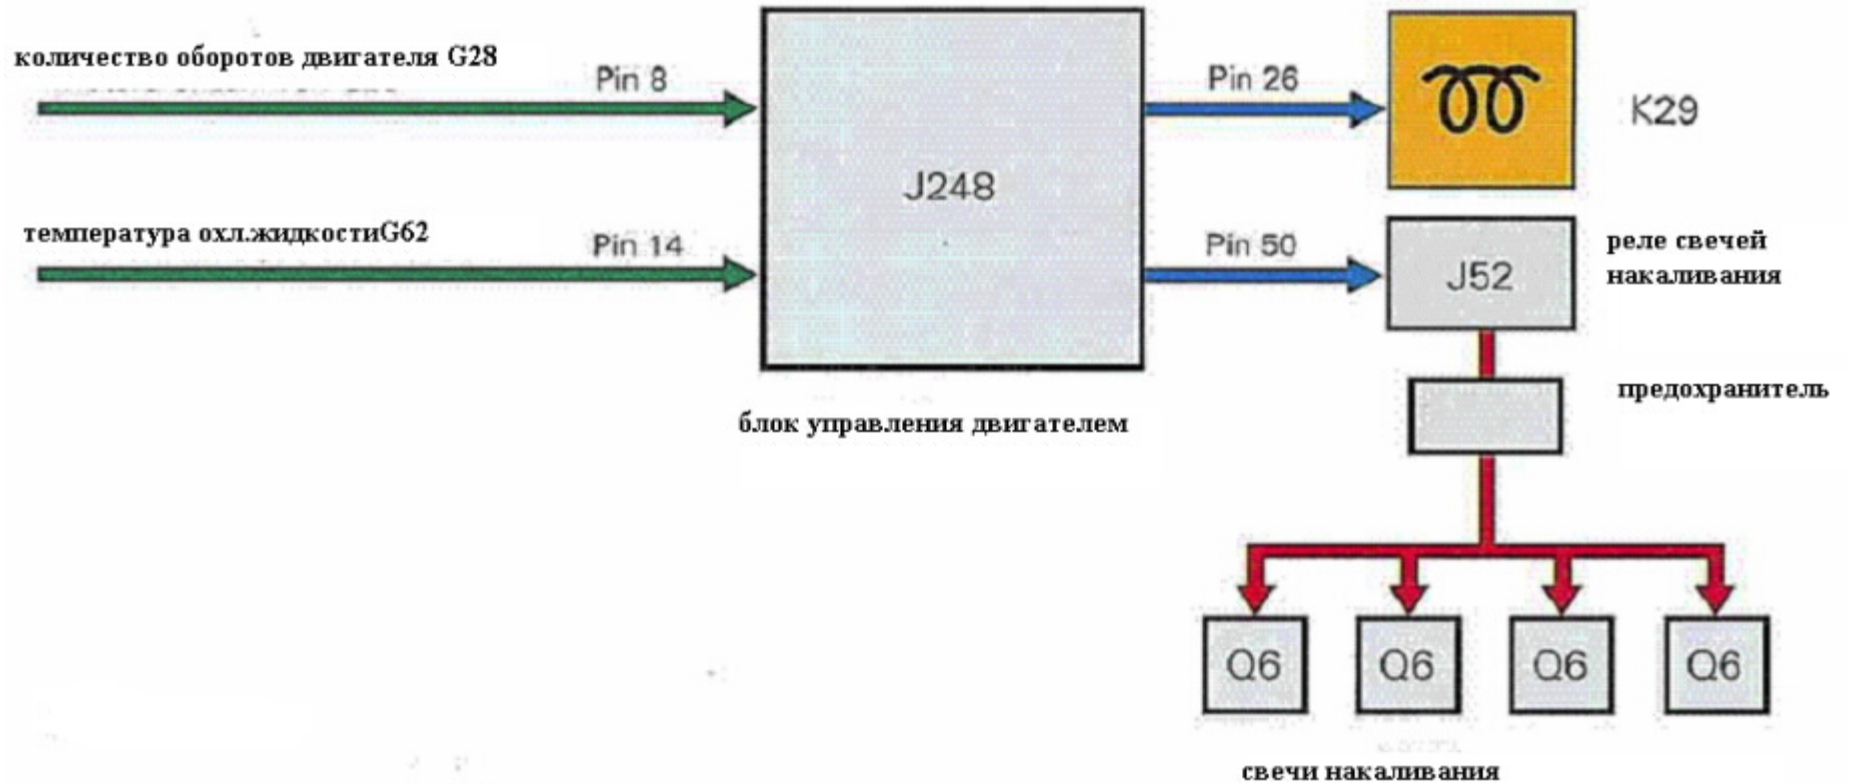 количество оборотов двигателя G28
Pin 8
Pin 26
K29
J248
температура охл.жидкостиG62
Pin 14
Pin 50
J52
реле свечей
накаливания
предохранитель
блок управления двигателем
Q6
Q6
Q6
Q6
свечи накаливания